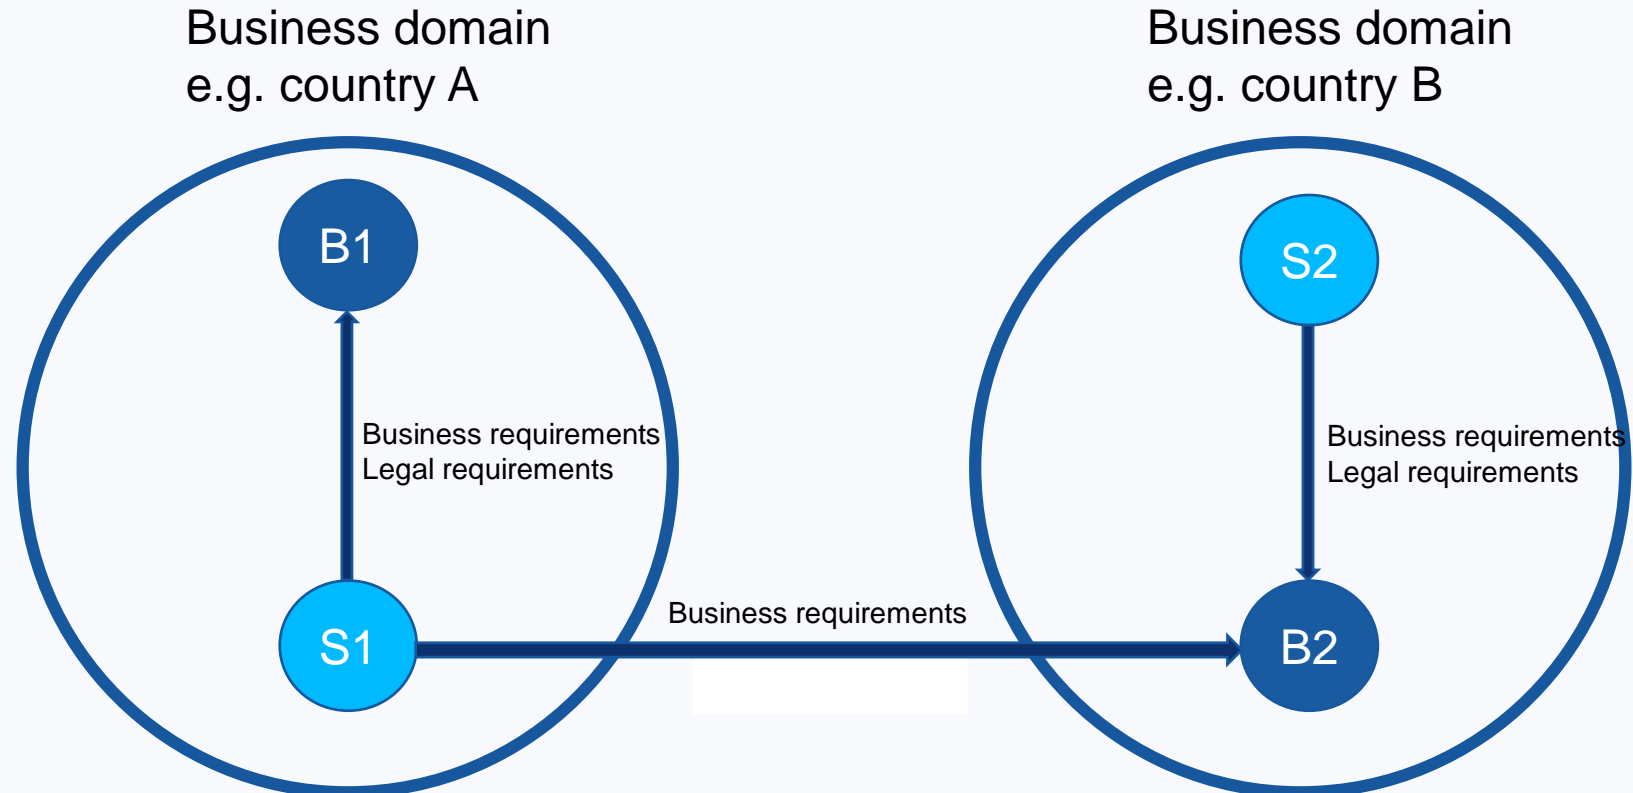 Business domain
e.g. country A
Business domain
e.g. country B
B1
S2
Business requirements
Legal requirements
Business requirements
Legal requirements
Business requirements
S1
B2